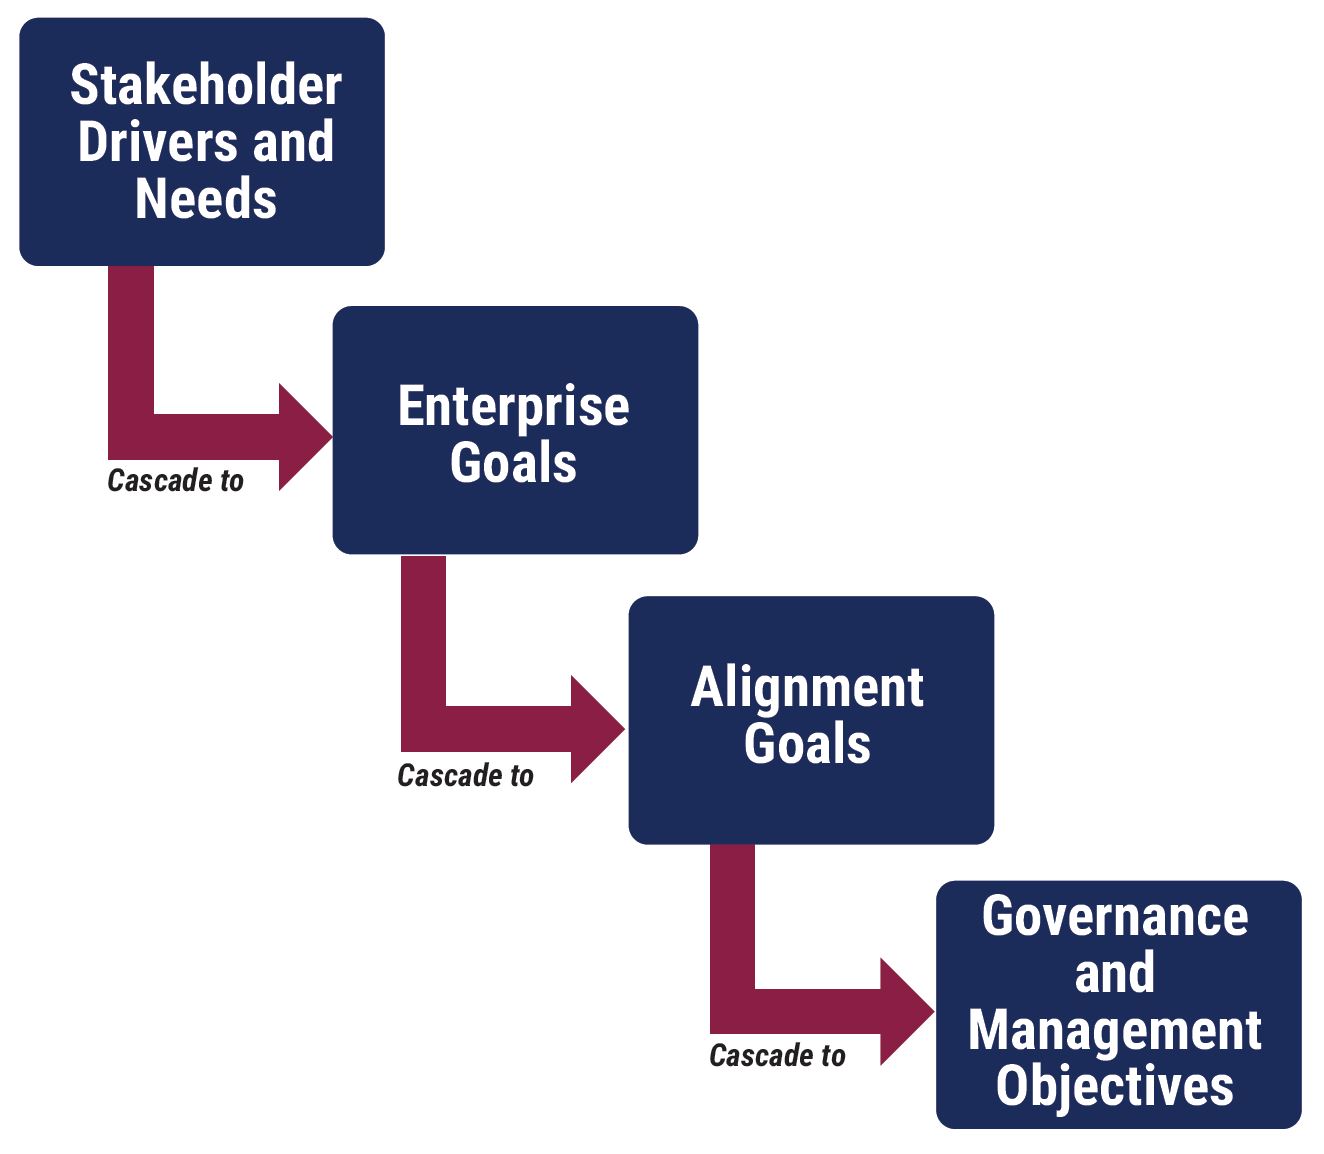 Stakeholder
Drivers and
Needs
Cascade to
Enterprise
Goals
Cascade to
Alignment
Goals
Cascade to
Governance
and
Management
Objectives